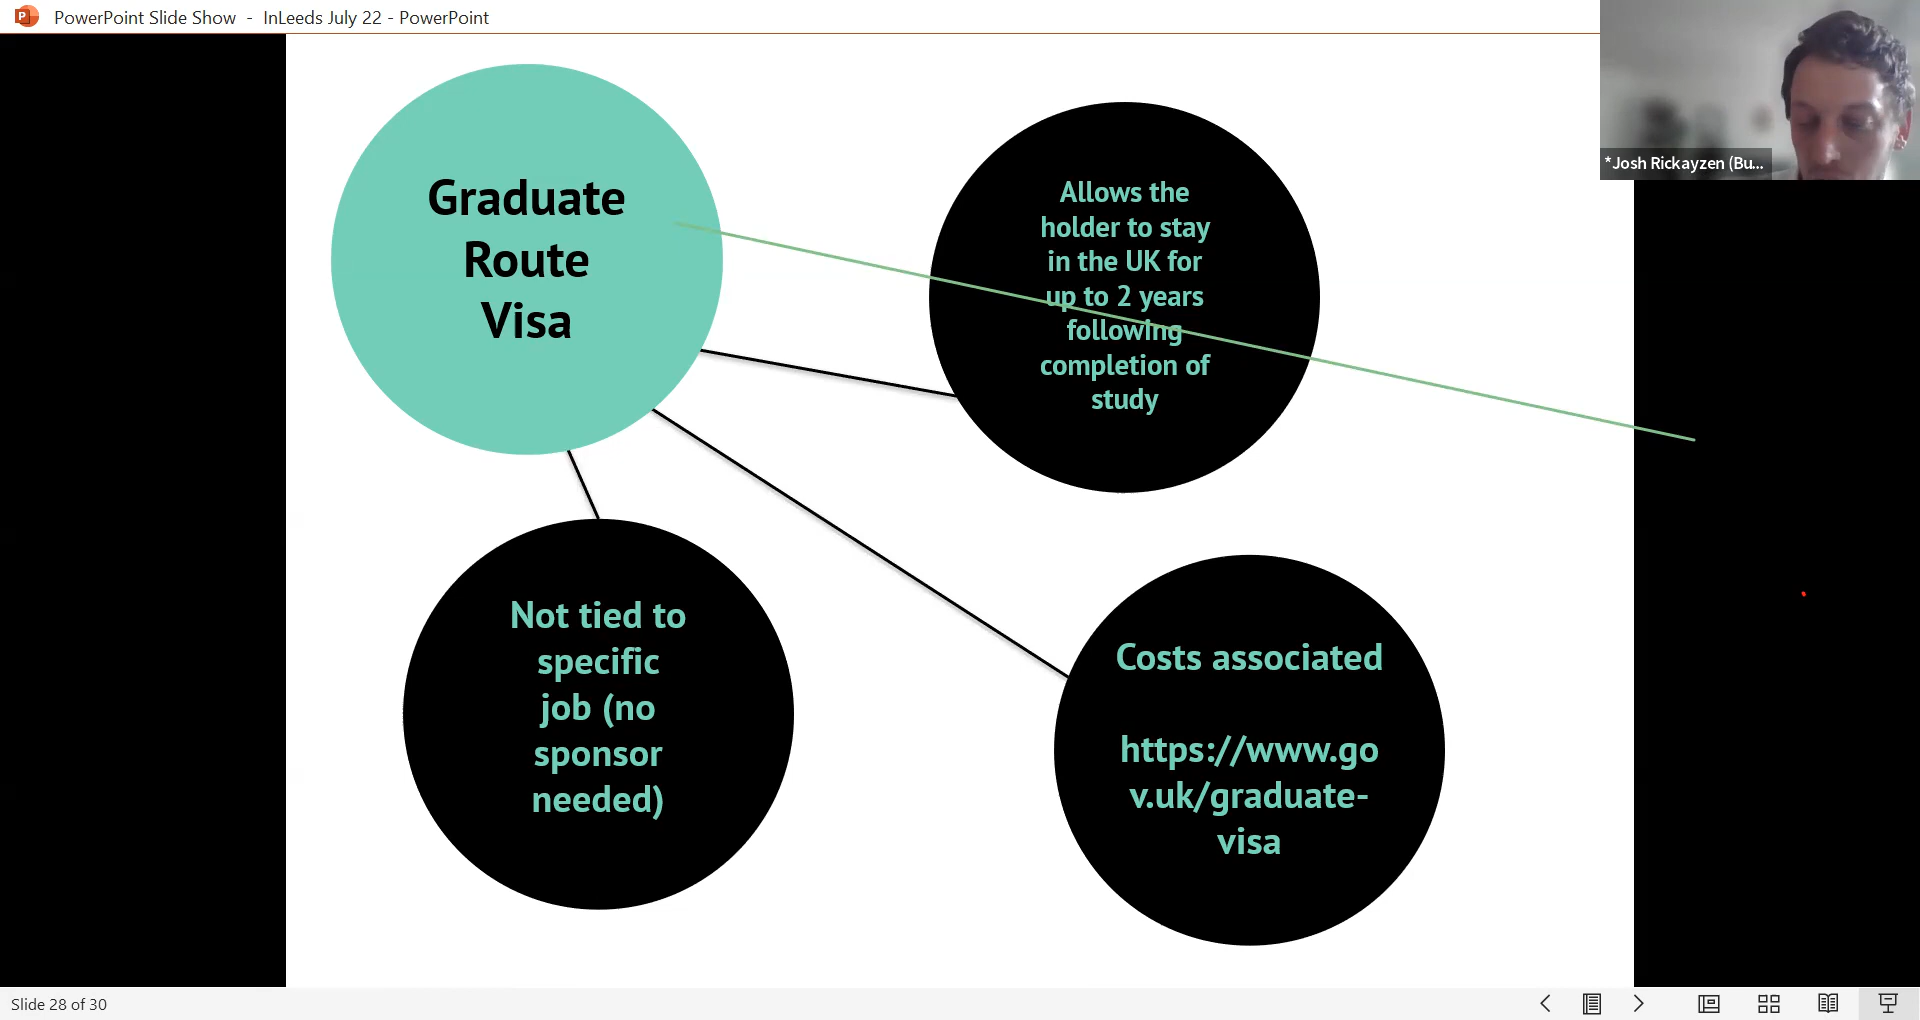 PowerPoint Slide Show - InLeeds July 22 - PowerPoint
*Josh Rickayzen (Bu...
Graduate
Route
Visa
Allows the
holder to stay
in the UK for
up to 2 years
following
completion of
study
Not tied to
specific
job (no
sponsor
needed)
Costs associated
https://www.go
v.uk/graduate-
visa
Slide 28 of 30